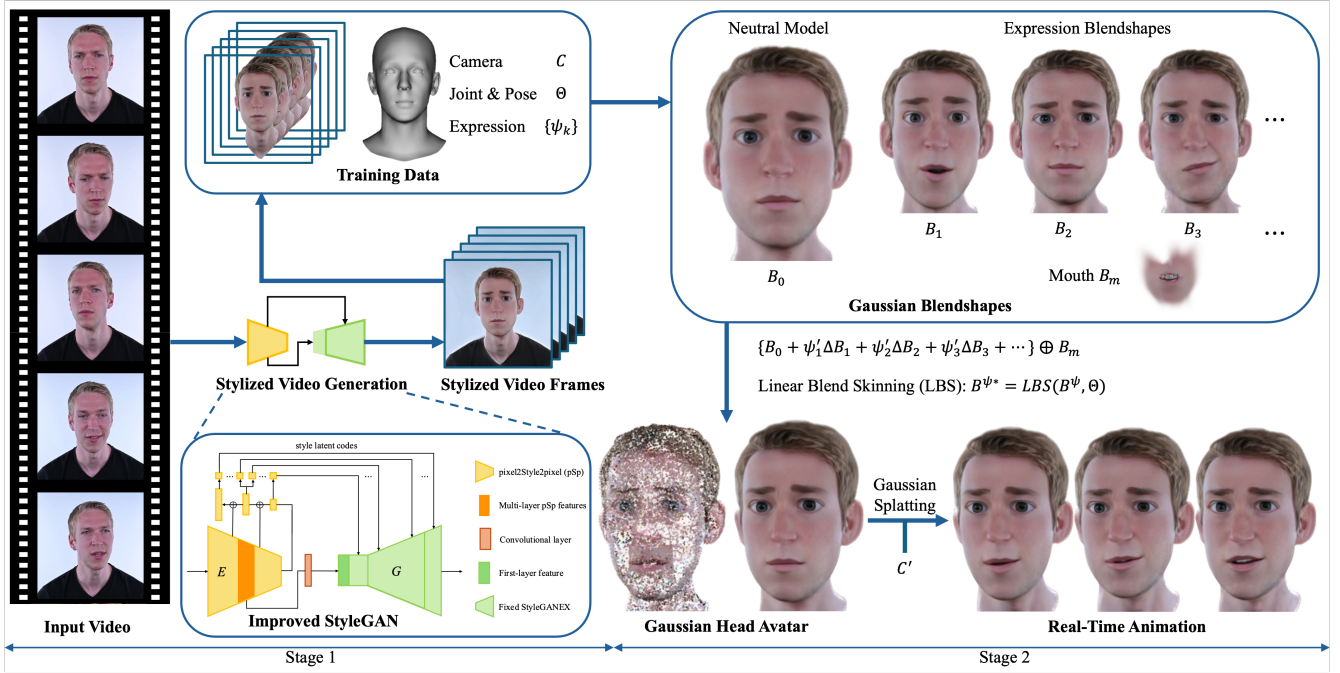 Camera C
Joint & Pose Θ
Expression {ψₖ}
Training Data
Neutral Model
Expression Blendshapes
...
B₁
B₂
B₃
...
B₀
Mouth Bₘ
Gaussian Blendshapes
Stylized Video Generation
Stylized Video Frames
{B₀ + ψ′₁ΔB₁ + ψ′₂ΔB₂ + ψ′₃ΔB₃ + ⋯ } ⊕ Bₘ
Linear Blend Skinning (LBS): B^{ψ*} = LBS(B^ψ, Θ)
style latent codes
... ... ... ...
E
G
pixel2Style2pixel (pSp)
Multi-layer pSp features
Convolutional layer
First-layer feature
Fixed StyleGANEX
Improved StyleGAN
Gaussian
Splatting
C′
Input Video
Gaussian Head Avatar
Real-Time Animation
Stage 1
Stage 2